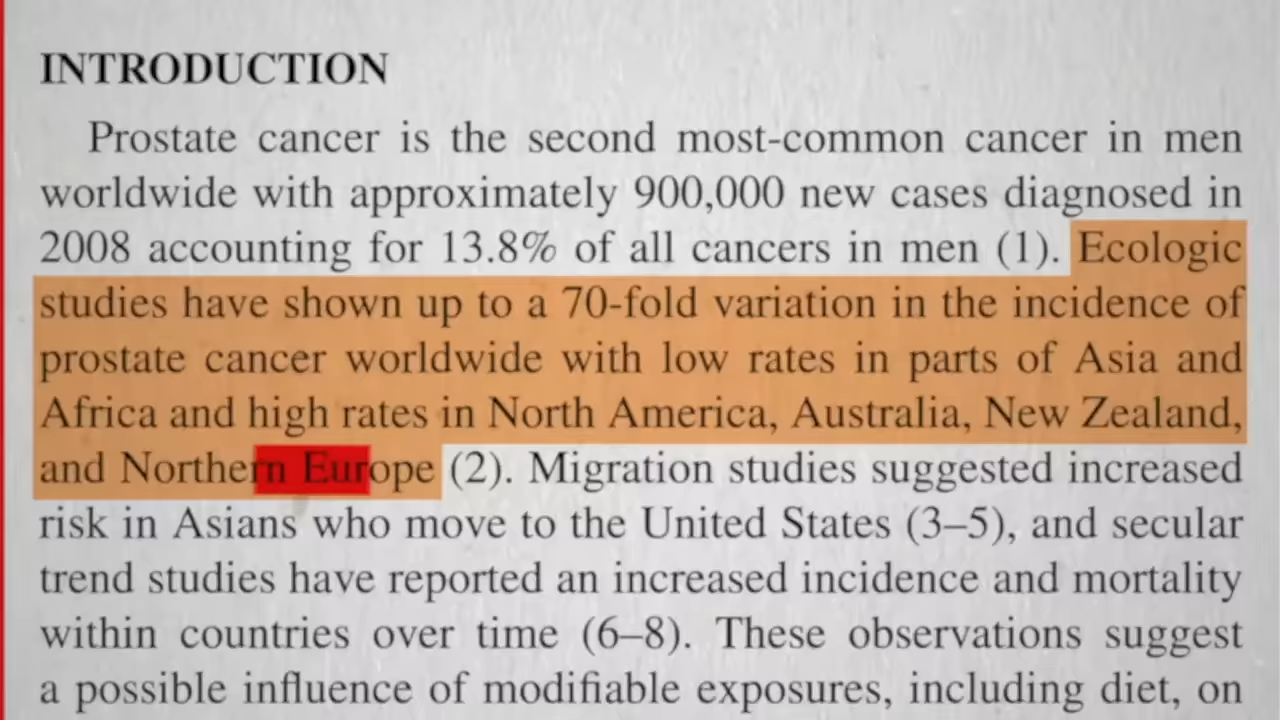 INTRODUCTION
Prostate cancer is the second most-common cancer in men
worldwide with approximately 900,000 new cases diagnosed in
2008 accounting for 13.8% of all cancers in men (1). Ecologic
studies have shown up to a 70-fold variation in the incidence of
prostate cancer worldwide with low rates in parts of Asia and
Africa and high rates in North America, Australia, New Zealand,
and Northern Europe (2). Migration studies suggested increased
risk in Asians who move to the United States (3–5), and secular
trend studies have reported an increased incidence and mortality
within countries over time (6–8). These observations suggest
a possible influence of modifiable exposures, including diet, on